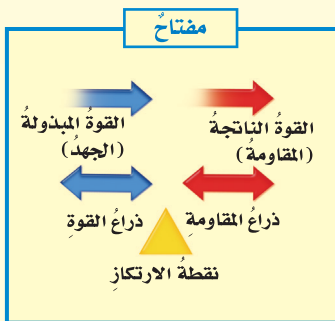 مفتاحٌ
القوةُ الناتجةُ
(المقاومةُ)
القوةُ المبذولةُ
(الجهدُ)
ذراعُ المقاومةِ
ذراعُ القوةِ
نقطةُ الارتكازِ